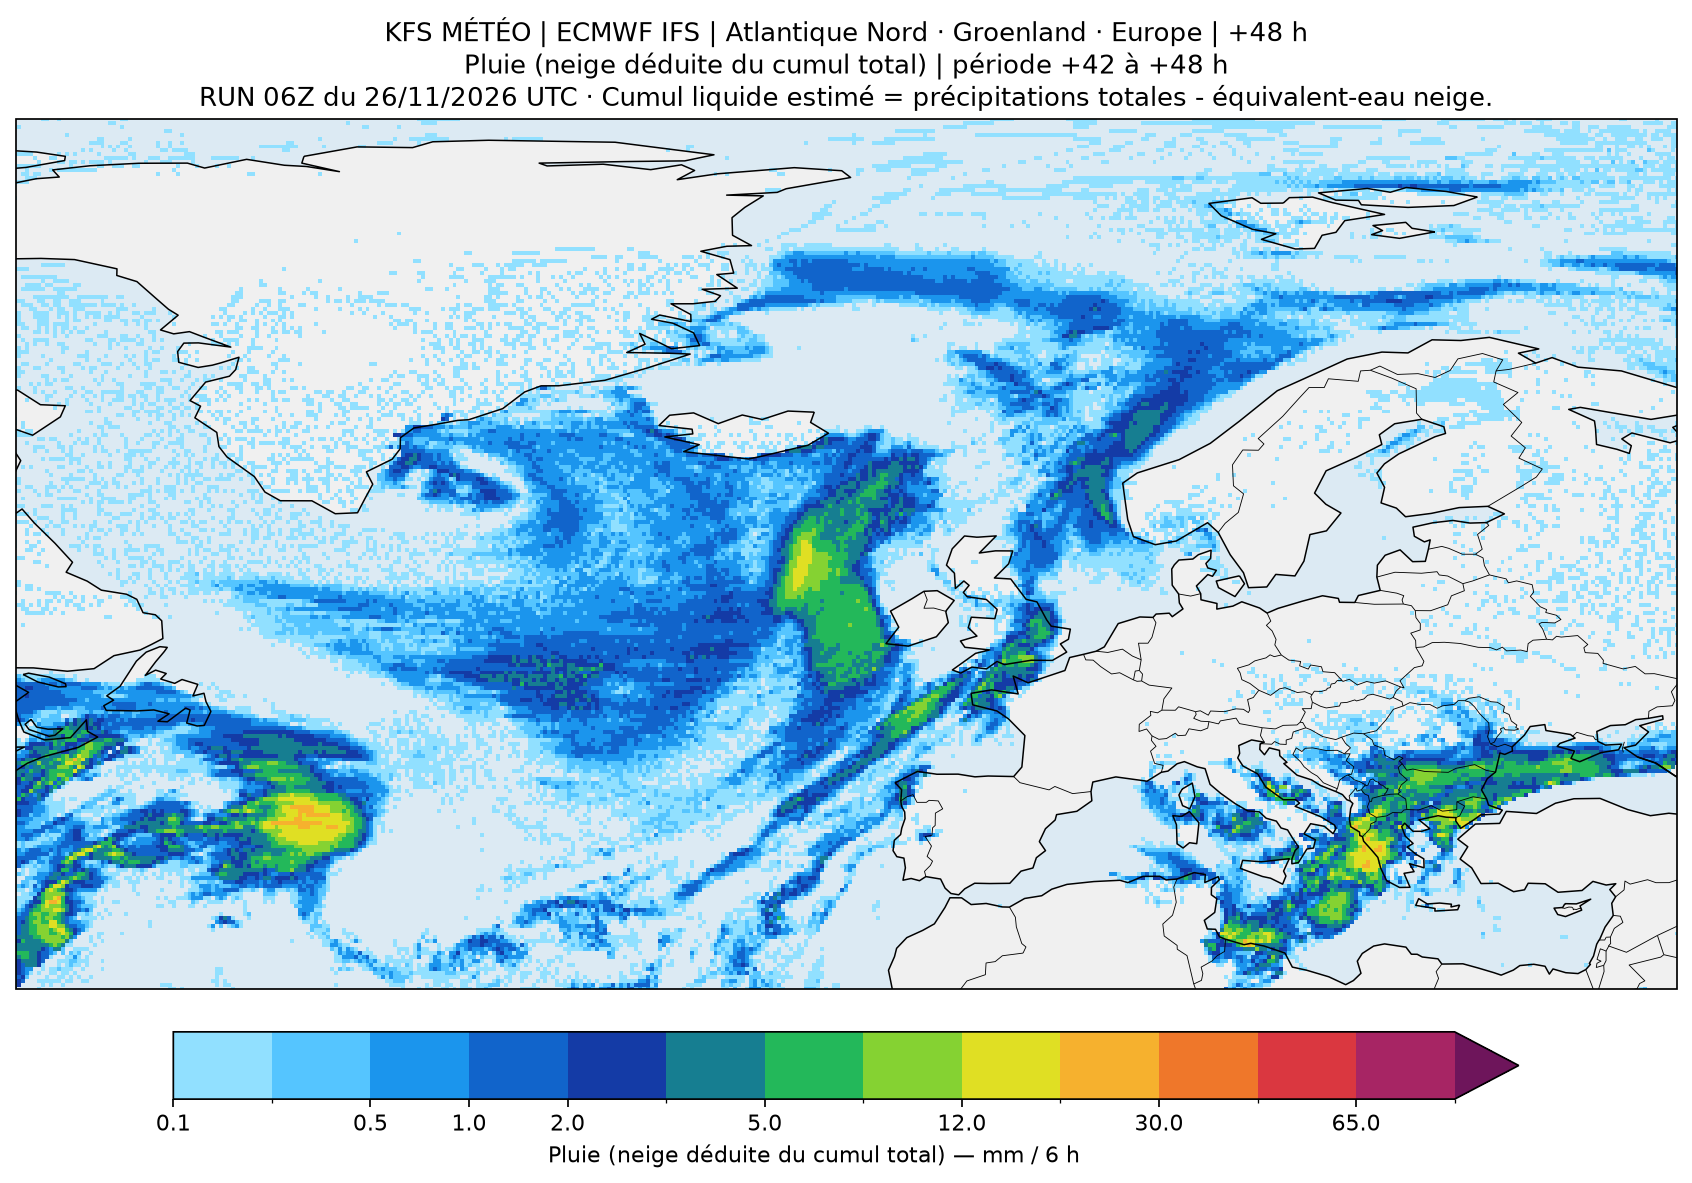 KFS MÉTÉO | ECMWF IFS | Atlantique Nord · Groenland · Europe | +48 h
Pluie (neige déduite du cumul total) | période +42 à +48 h
RUN 06Z du 26/11/2026 UTC · Cumul liquide estimé = précipitations totales - équivalent-eau neige.
0.1 0.5 1.0 2.0 5.0 12.0 30.0 65.0
Pluie (neige déduite du cumul total) — mm / 6 h